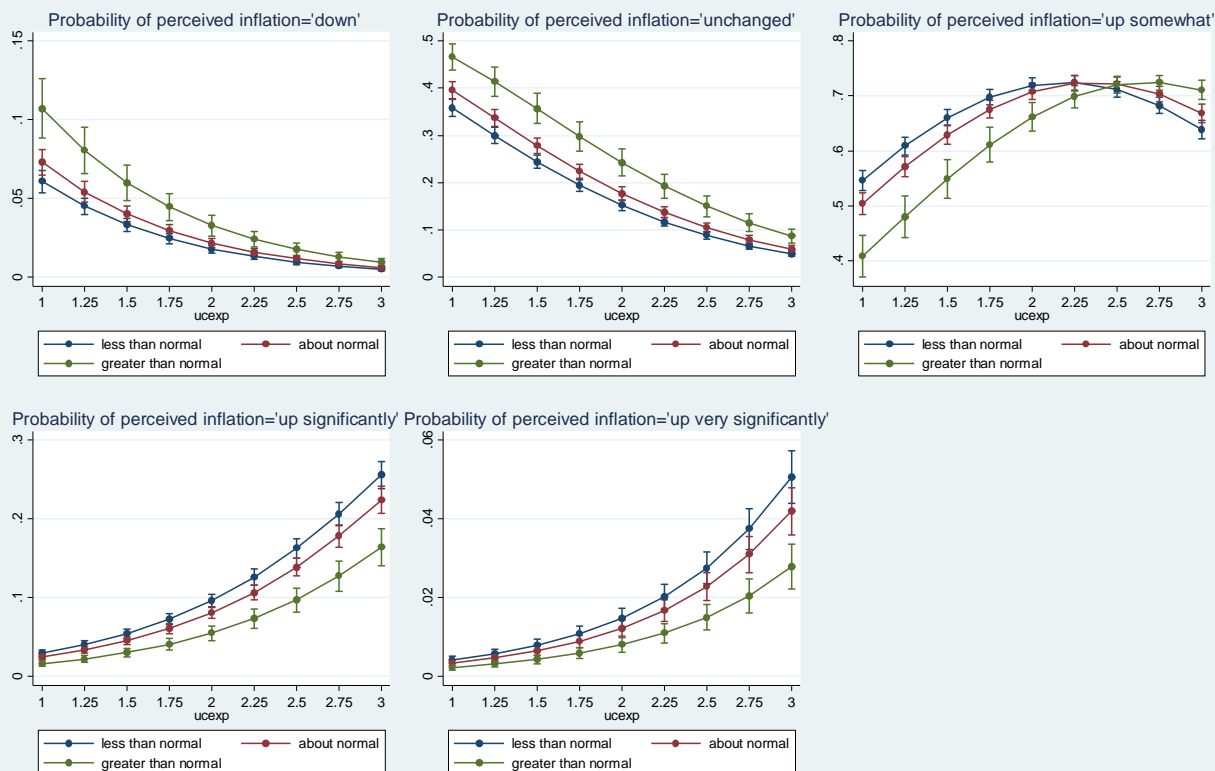 Probability of perceived inflation='down'
.15
.1
.05
0
1 1.25 1.5 1.75 2 2.25 2.5 2.75 3
ucexp
less than normal about normal
greater than normal
Probability of perceived inflation='unchanged'
.5
.4
.3
.2
.1
0
1 1.25 1.5 1.75 2 2.25 2.5 2.75 3
ucexp
less than normal about normal
greater than normal
Probability of perceived inflation='up somewhat'
.8
.7
.6
.5
.4
1 1.25 1.5 1.75 2 2.25 2.5 2.75 3
ucexp
less than normal about normal
greater than normal
Probability of perceived inflation='up significantly'
.3
.2
.1
0
1 1.25 1.5 1.75 2 2.25 2.5 2.75 3
ucexp
less than normal about normal
greater than normal
Probability of perceived inflation='up very significantly'
.06
.04
.02
0
1 1.25 1.5 1.75 2 2.25 2.5 2.75 3
ucexp
less than normal about normal
greater than normal